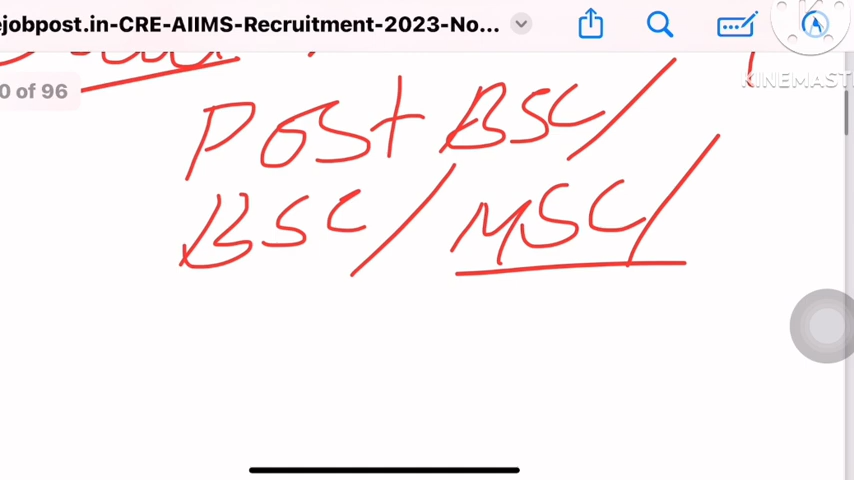 ejobpost.in-CRE-AIIMS-Recruitment-2023-No...
KINEMAST
0 of 96
POST BSC/
BSC/ MSC/